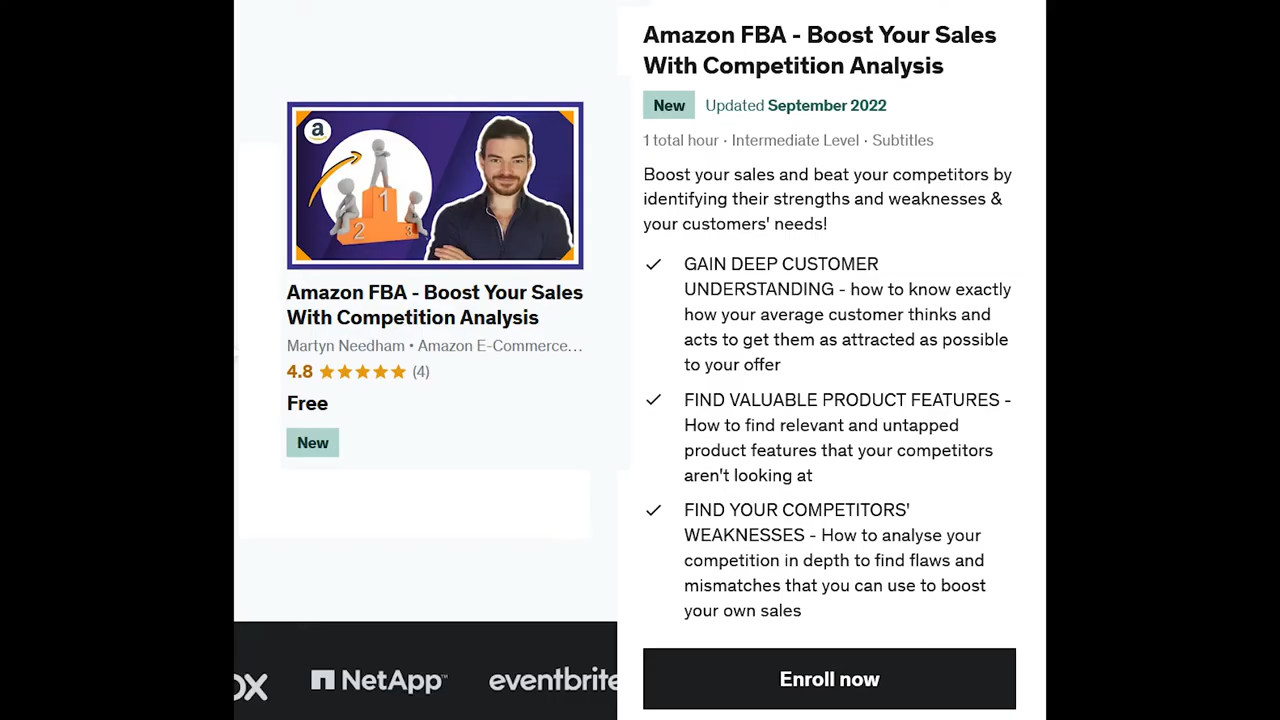 a
1
2
3
Amazon FBA - Boost Your Sales
With Competition Analysis
Martyn Needham • Amazon E-Commerce...
4.8 (4)
Free
New
NetApp
eventbrite
Amazon FBA - Boost Your Sales
With Competition Analysis
New Updated September 2022
1 total hour · Intermediate Level · Subtitles
Boost your sales and beat your competitors by
identifying their strengths and weaknesses &
your customers' needs!
GAIN DEEP CUSTOMER
UNDERSTANDING - how to know exactly
how your average customer thinks and
acts to get them as attracted as possible
to your offer
FIND VALUABLE PRODUCT FEATURES -
How to find relevant and untapped
product features that your competitors
aren't looking at
FIND YOUR COMPETITORS'
WEAKNESSES - How to analyse your
competition in depth to find flaws and
mismatches that you can use to boost
your own sales
Enroll now